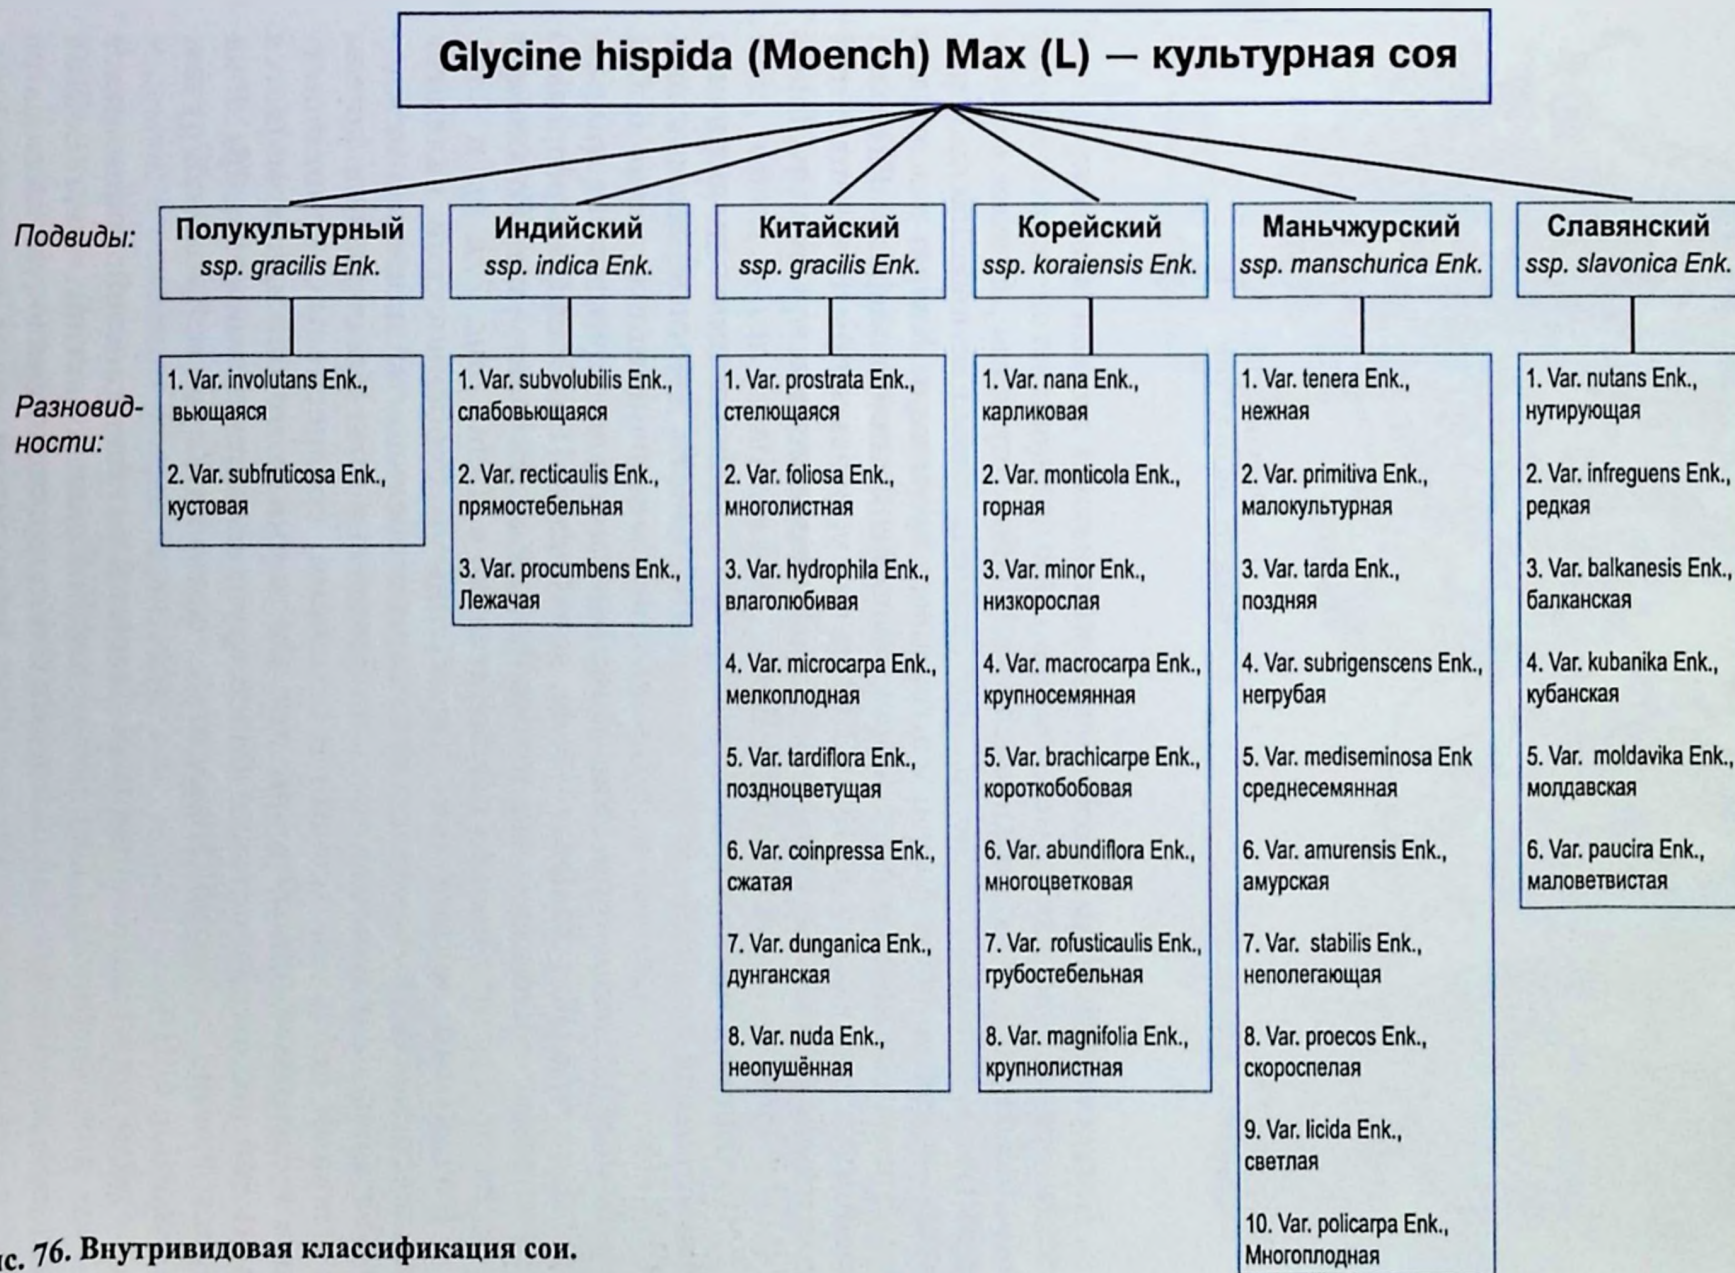 Glycine hispida (Moench) Max (L) — культурная соя
Подвиды:
Полукультурный
ssp. gracilis Enk.
Индийский
ssp. indica Enk.
Китайский
ssp. gracilis Enk.
Корейский
ssp. koraiensis Enk.
Маньчжурский
ssp. manschurica Enk.
Славянский
ssp. slavonica Enk.
Разновид-
ности:
1. Var. involutans Enk.,
вьющаяся
2. Var. subfruticosa Enk.,
кустовая
1. Var. subvolubilis Enk.,
слабовьющаяся
2. Var. recticaulis Enk.,
прямостебельная
3. Var. procumbens Enk.,
Лежачая
1. Var. prostrata Enk.,
стелющаяся
2. Var. foliosa Enk.,
многолистная
3. Var. hydrophila Enk.,
влаголюбивая
4. Var. microcarpa Enk.,
мелкоплодная
5. Var. tardiflora Enk.,
поздноцветущая
6. Var. coinpressa Enk.,
сжатая
7. Var. dunganica Enk.,
дунганская
8. Var. nuda Enk.,
неопушённая
1. Var. nana Enk.,
карликовая
2. Var. monticola Enk.,
горная
3. Var. minor Enk.,
низкорослая
4. Var. macrocarpa Enk.,
крупносемянная
5. Var. brachicarpe Enk.,
короткобобовая
6. Var. abundiflora Enk.,
многоцветковая
7. Var. rofusticaulis Enk.,
грубостебельная
8. Var. magnifolia Enk.,
крупнолистная
1. Var. tenera Enk.,
нежная
2. Var. primitiva Enk.,
малокультурная
3. Var. tarda Enk.,
поздняя
4. Var. subrigenscens Enk.,
негрубая
5. Var. mediseminosa Enk
среднесемянная
6. Var. amurensis Enk.,
амурская
7. Var. stabilis Enk.,
неполегающая
8. Var. proecos Enk.,
скороспелая
9. Var. licida Enk.,
светлая
10. Var. policarpa Enk.,
Многоплодная
1. Var. nutans Enk.,
нутирующая
2. Var. infreguens Enk.,
редкая
3. Var. balkanesis Enk.,
балканская
4. Var. kubanika Enk.,
кубанская
5. Var. moldavika Enk.,
молдавская
6. Var. paucira Enk.,
маловетвистая
ис. 76. Внутривидовая классификация сои.